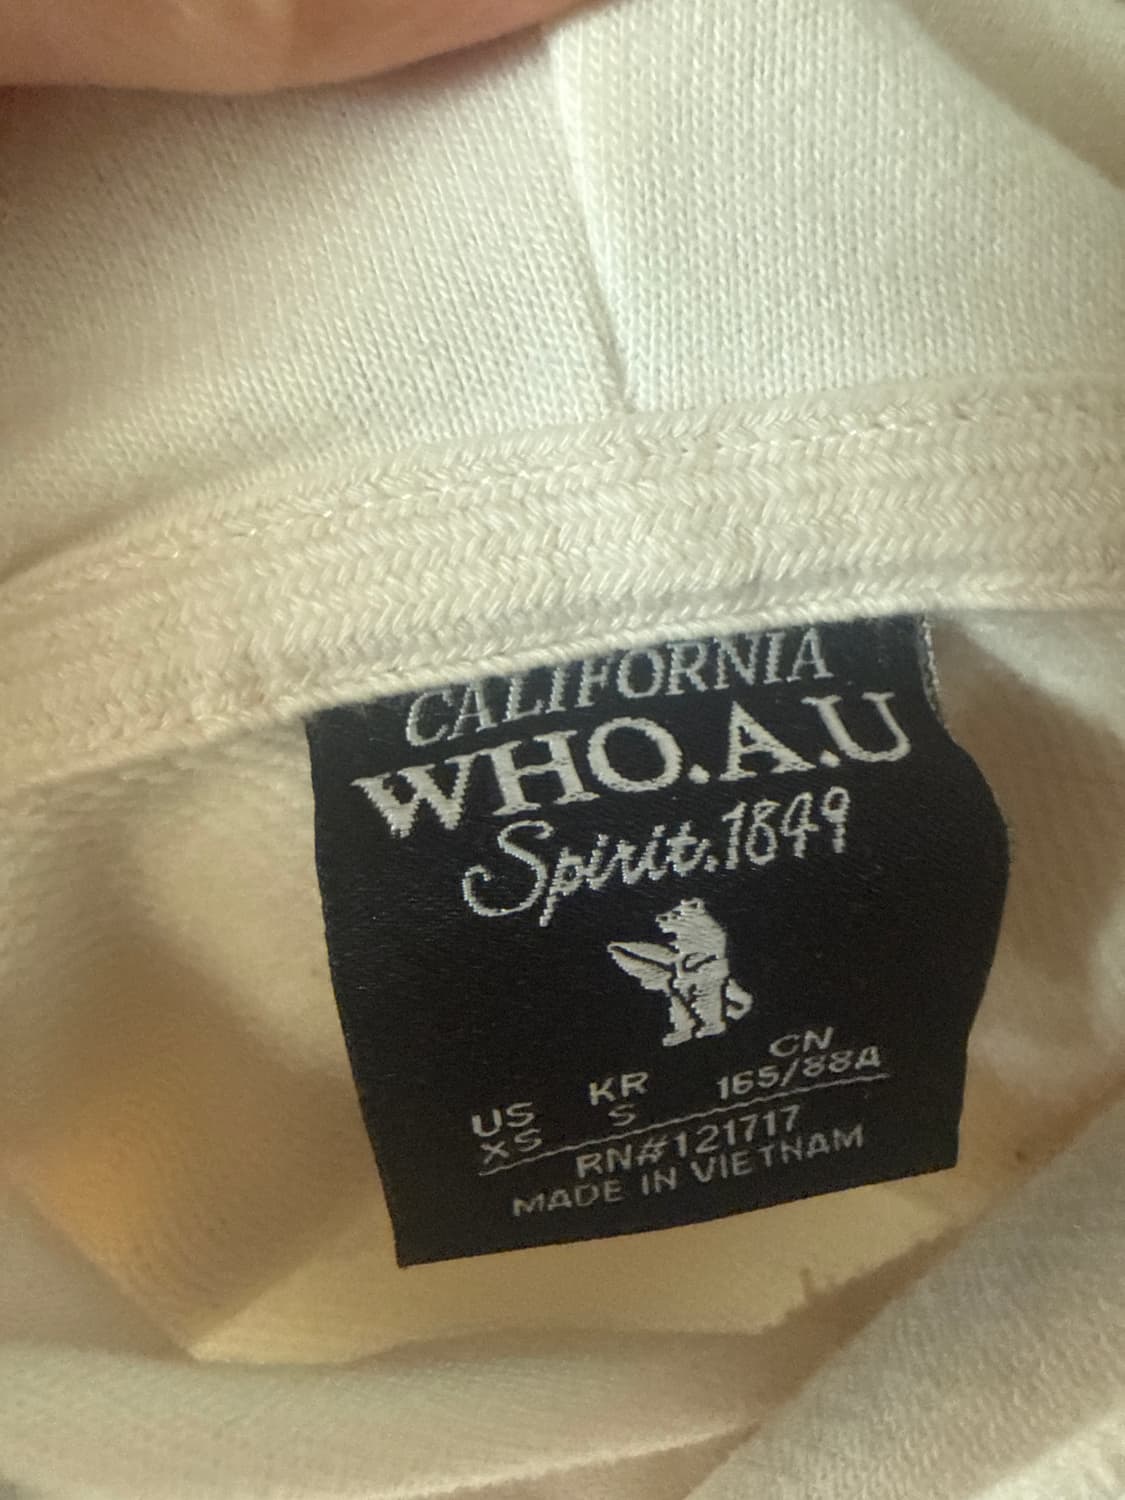 CALIFORNIA
WHO.A.U
Spirit.1849
US KR CN
XS S 165/88A
RN#121717
MADE IN VIETNAM